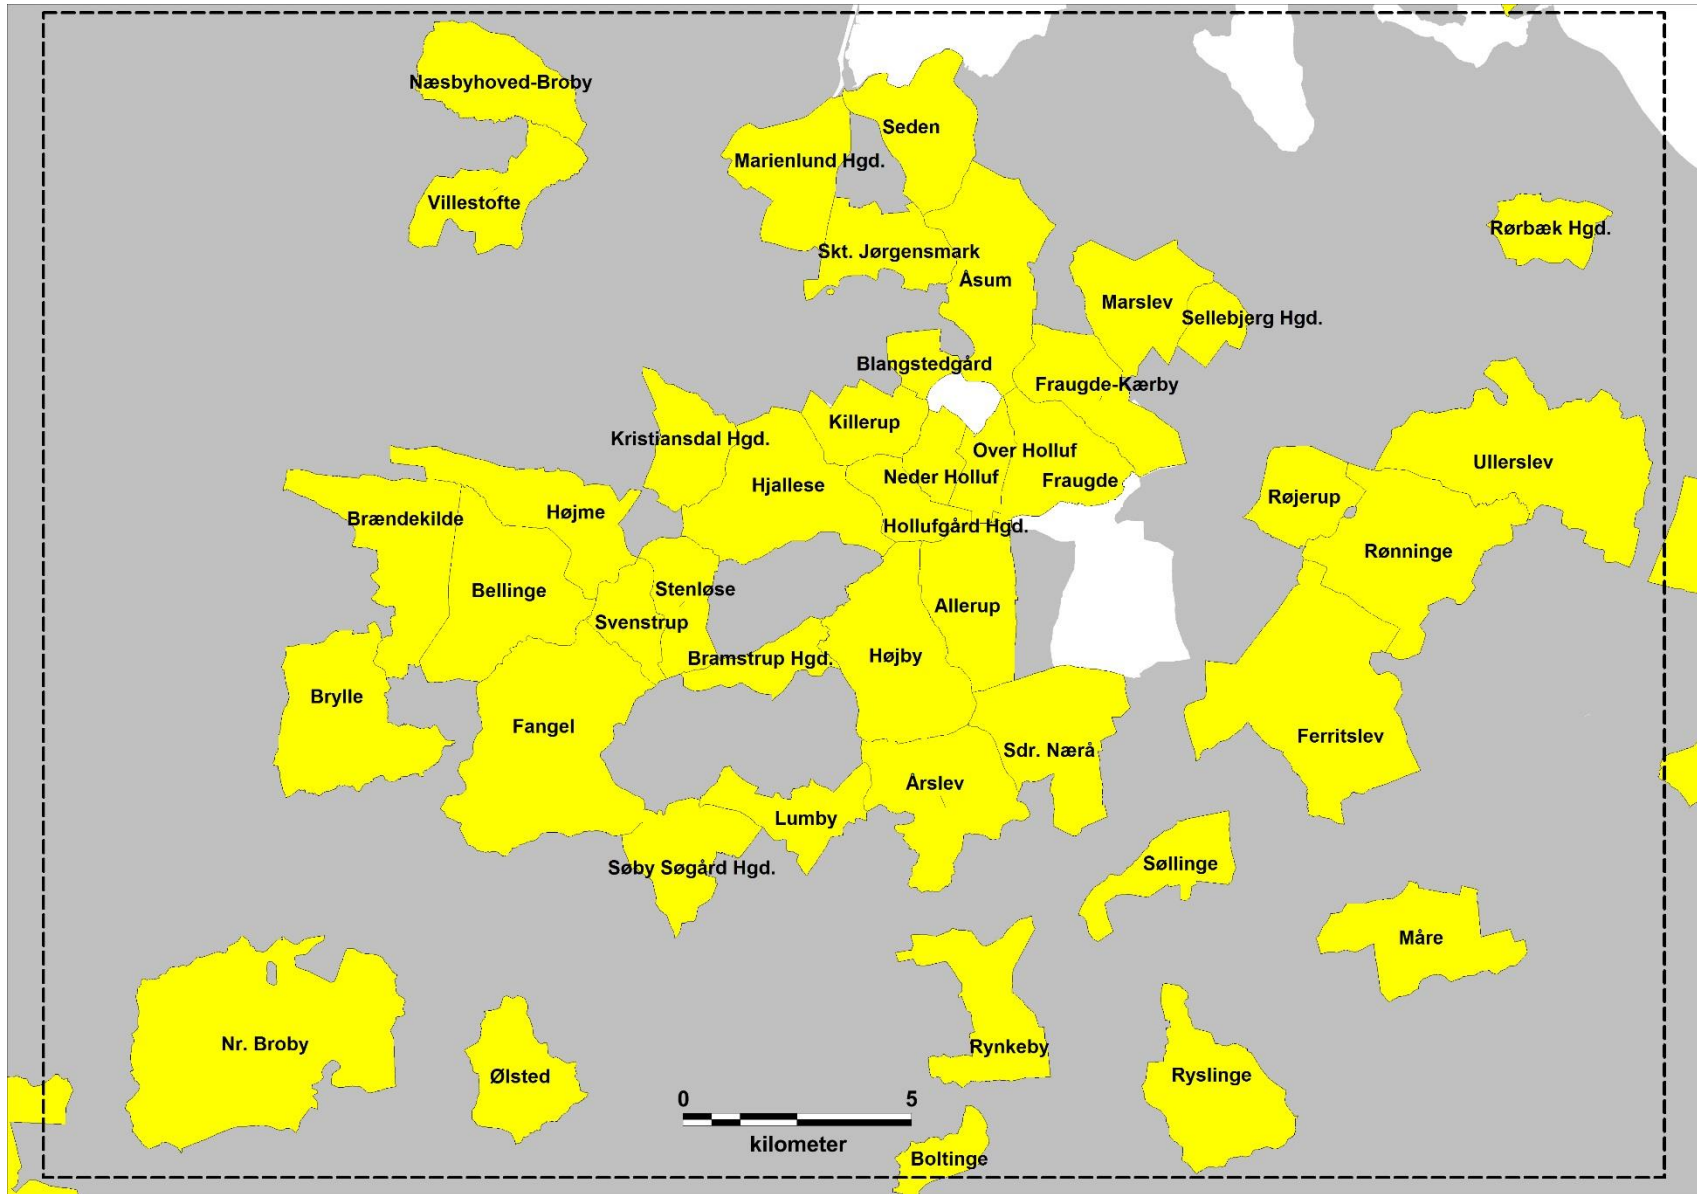 Næsbyhoved-Broby
Seden
Marienlund Hgd.
Villestofte
Rørbæk Hgd.
Skt. Jørgensmark
Åsum
Marslev
Sellebjerg Hgd.
Blangstedgård
Fraugde-Kærby
Killerup
Kristiansdal Hgd.
Over Holluf
Ullerslev
Neder Holluf
Fraugde
Hjallese
Røjerup
Højme
Brændekilde
Hollufgård Hgd.
Rønninge
Stenløse
Bellinge
Allerup
Svenstrup
Højby
Bramstrup Hgd.
Brylle
Fangel
Ferritslev
Sdr. Nærå
Årslev
Lumby
Søllinge
Søby Søgård Hgd.
Måre
Nr. Broby
Rynkeby
Ølsted
Ryslinge
0 5
kilometer
Boltinge